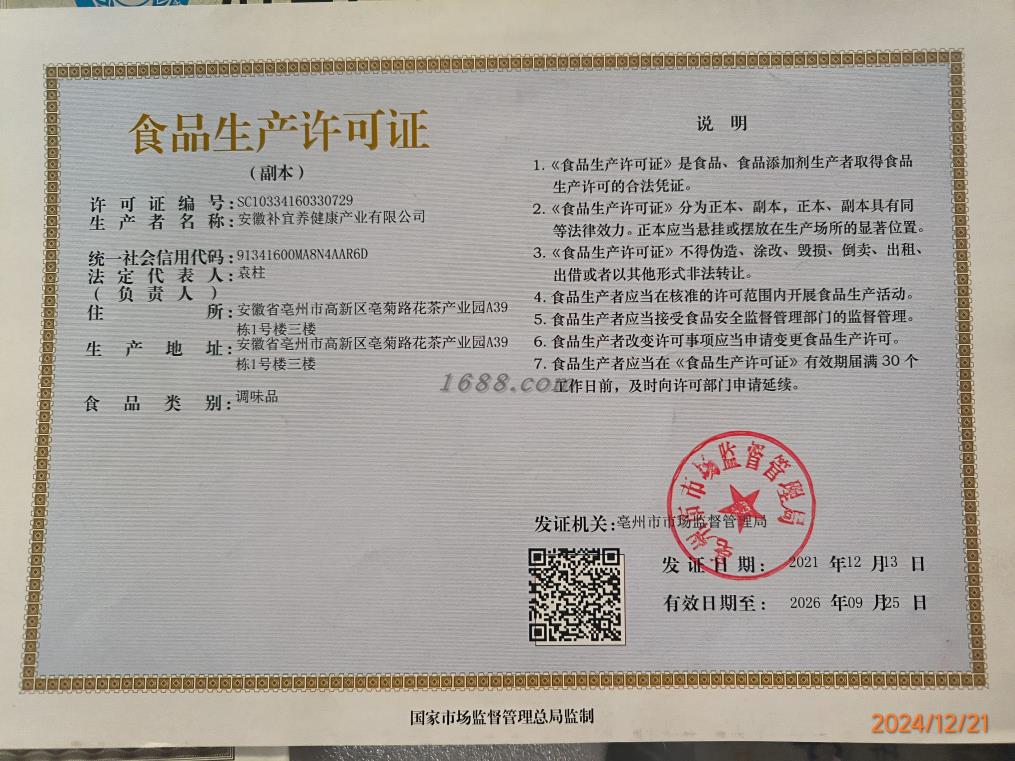 食品生产许可证
(副本)
许可证编号:SC10334160330729
生产者名称:安徽补宜养健康产业有限公司
统一社会信用代码:91341600MA8N4AAR6D
法定代表人:袁柱
(负责人)
住所:安徽省亳州市高新区亳菊路花茶产业园A39
栋1号楼三楼
生产地址:安徽省亳州市高新区亳菊路花茶产业园A39
栋1号楼三楼
食品类别:调味品
说 明
1.《食品生产许可证》是食品、食品添加剂生产者取得食品
生产许可的合法凭证。
2.《食品生产许可证》分为正本、副本,正本、副本具有同
等法律效力。正本应当悬挂或摆放在生产场所的显著位置。
3.《食品生产许可证》不得伪造、涂改、毁损、倒卖、出租、
出借或者以其他形式非法转让。
4.食品生产者应当在核准的许可范围内开展食品生产活动。
5.食品生产者应当接受食品安全监督管理部门的监督管理。
6.食品生产者改变许可事项应当申请变更食品生产许可。
7.食品生产者应当在《食品生产许可证》有效期届满 30 个
工作日前,及时向许可部门申请延续。
1688.com
亳州市市场监督管理局
发证机关:亳州市市场监督管理局
发证日期: 2021 年12 月13 日
有效日期至: 2026 年09 月25 日
国家市场监督管理总局监制
2024/12/21